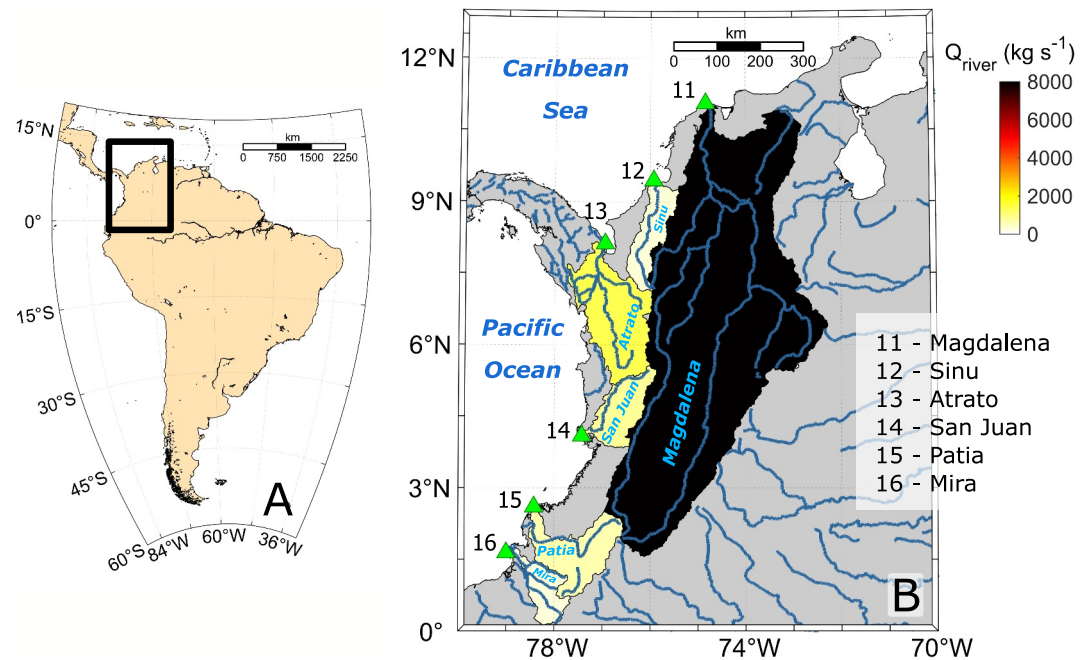 km
0 750 1500 2250
15°N
0°
15°S
30°S
45°S
60°S
84°W
60°W
36°W
A
km
0 100 200 300
12°N
9°N
6°N
3°N
0°
78°W
74°W
70°W
Caribbean
Sea
Pacific
Ocean
11
12
13
14
15
16
Sinu
Atrato
San Juan
Magdalena
Patia
Mira
11 - Magdalena
12 - Sinu
13 - Atrato
14 - San Juan
15 - Patia
16 - Mira
B
Qriver (kg s-1)
8000
6000
4000
2000
0